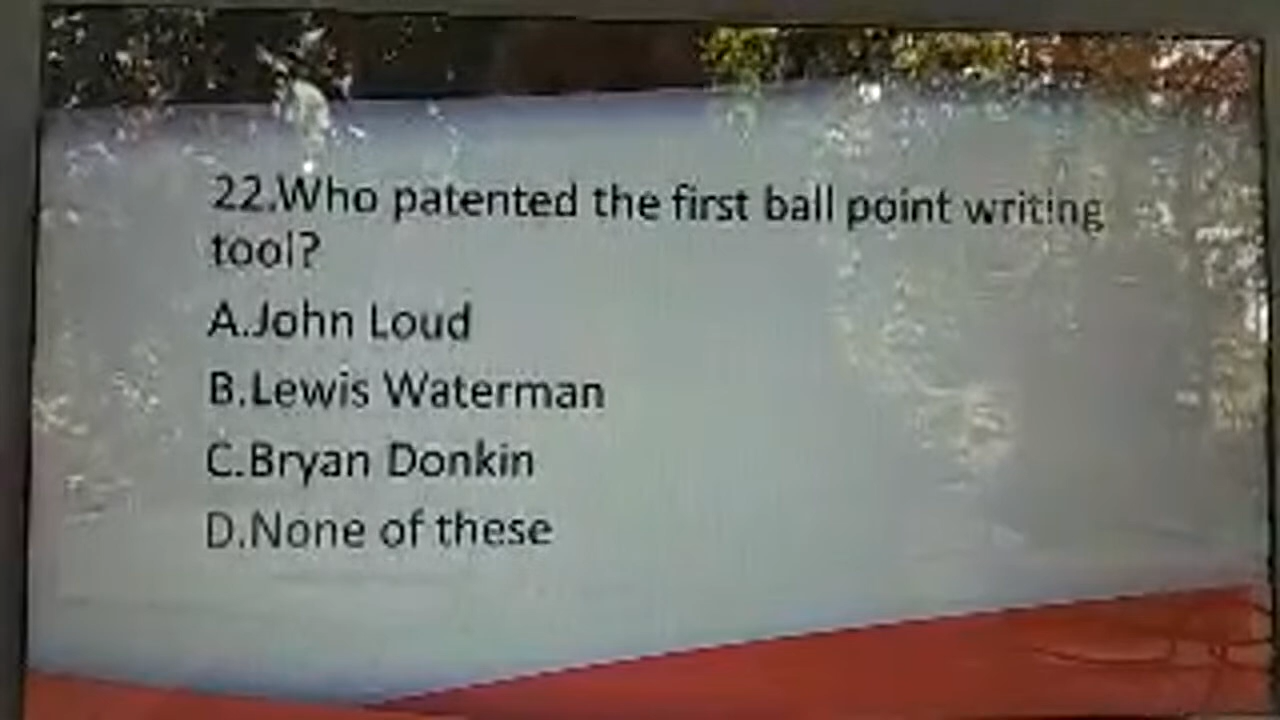 22.Who patented the first ball point writing
tool?
A.John Loud
B.Lewis Waterman
C.Bryan Donkin
D.None of these